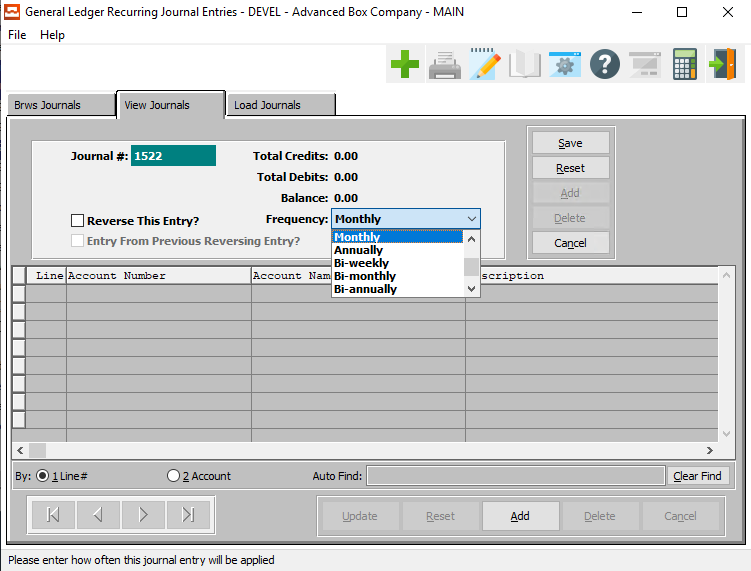 General Ledger Recurring Journal Entries - DEVEL - Advanced Box Company - MAIN
File Help
Brws Journals View Journals Load Journals
Journal #: 1522
Total Credits: 0.00
Total Debits: 0.00
Balance: 0.00
Reverse This Entry?
Frequency: Monthly
Entry From Previous Reversing Entry?
Monthly
Annually
Bi-weekly
Bi-monthly
Bi-annually
Save
Reset
Add
Delete
Cancel
Line Account Number Account Nam scription
By: 1 Line# 2 Account Auto Find: Clear Find
Update Reset Add Delete Cancel
Please enter how often this journal entry will be applied